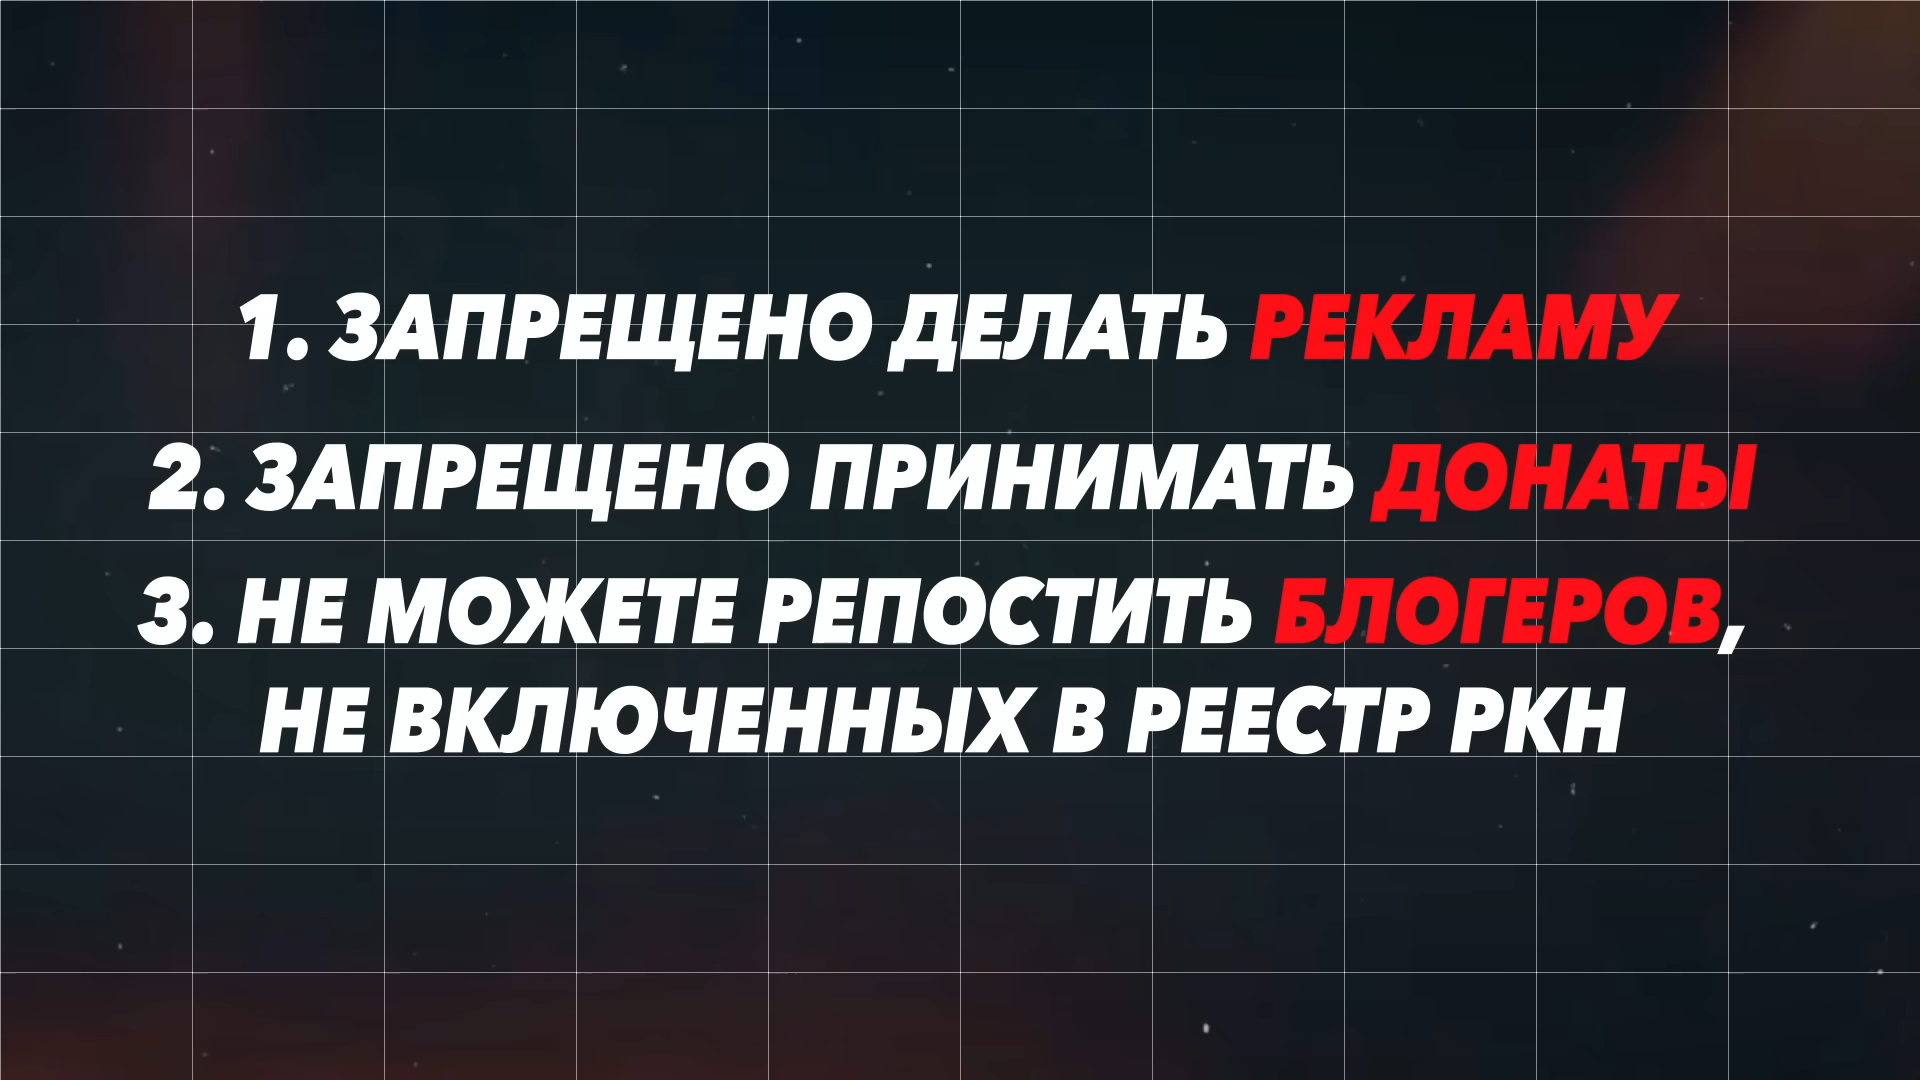 1. ЗАПРЕЩЕНО ДЕЛАТЬ РЕКЛАМУ
2. ЗАПРЕЩЕНО ПРИНИМАТЬ ДОНАТЫ
3. НЕ МОЖЕТЕ РЕПОСТИТЬ БЛОГЕРОВ,
НЕ ВКЛЮЧЕННЫХ В РЕЕСТР РКН